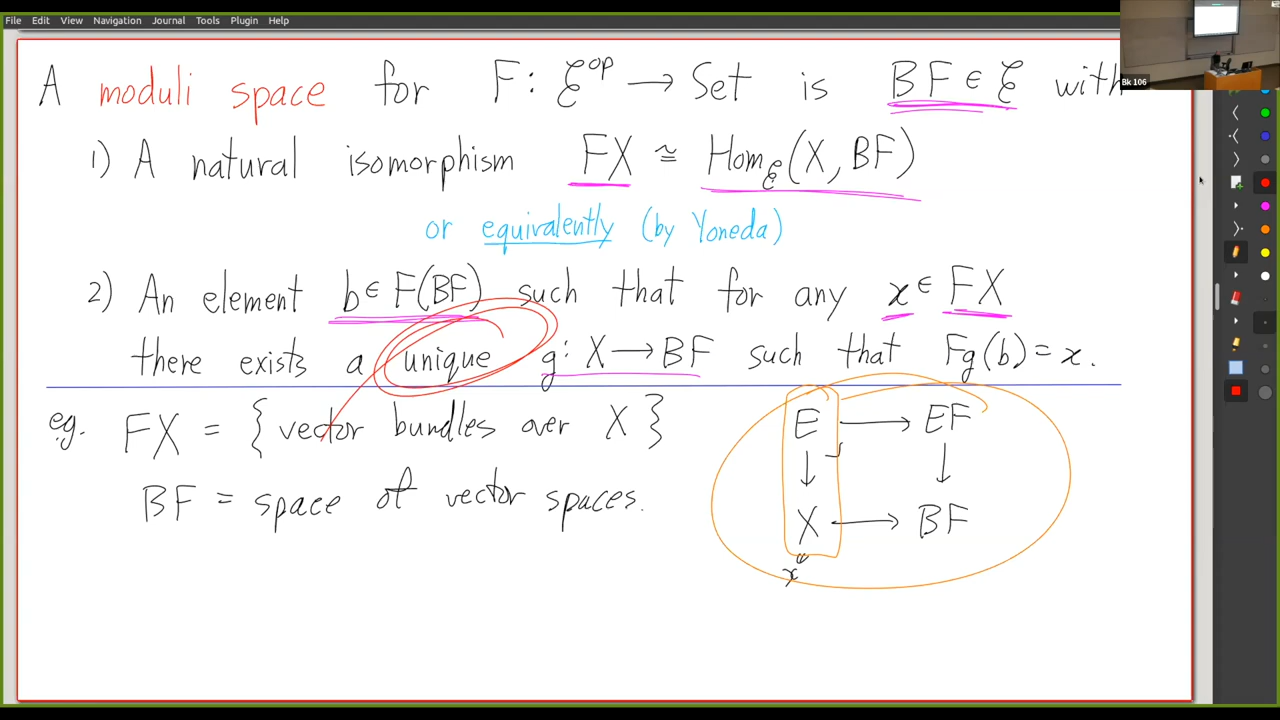 File Edit View Navigation Journal Tools Plugin Help
Bk 106
A moduli space for F: ℰ^op → Set is BF ∈ ℰ with
1) A natural isomorphism FX ≅ Hom_ℰ(X, BF)
or equivalently (by Yoneda)
2) An element b ∈ F(BF) such that for any x ∈ FX
there exists a unique g: X → BF such that Fg(b) = x.
eg. FX = { vector bundles over X }
BF = space of vector spaces.
E → EF
↓ ↓
X → BF
x